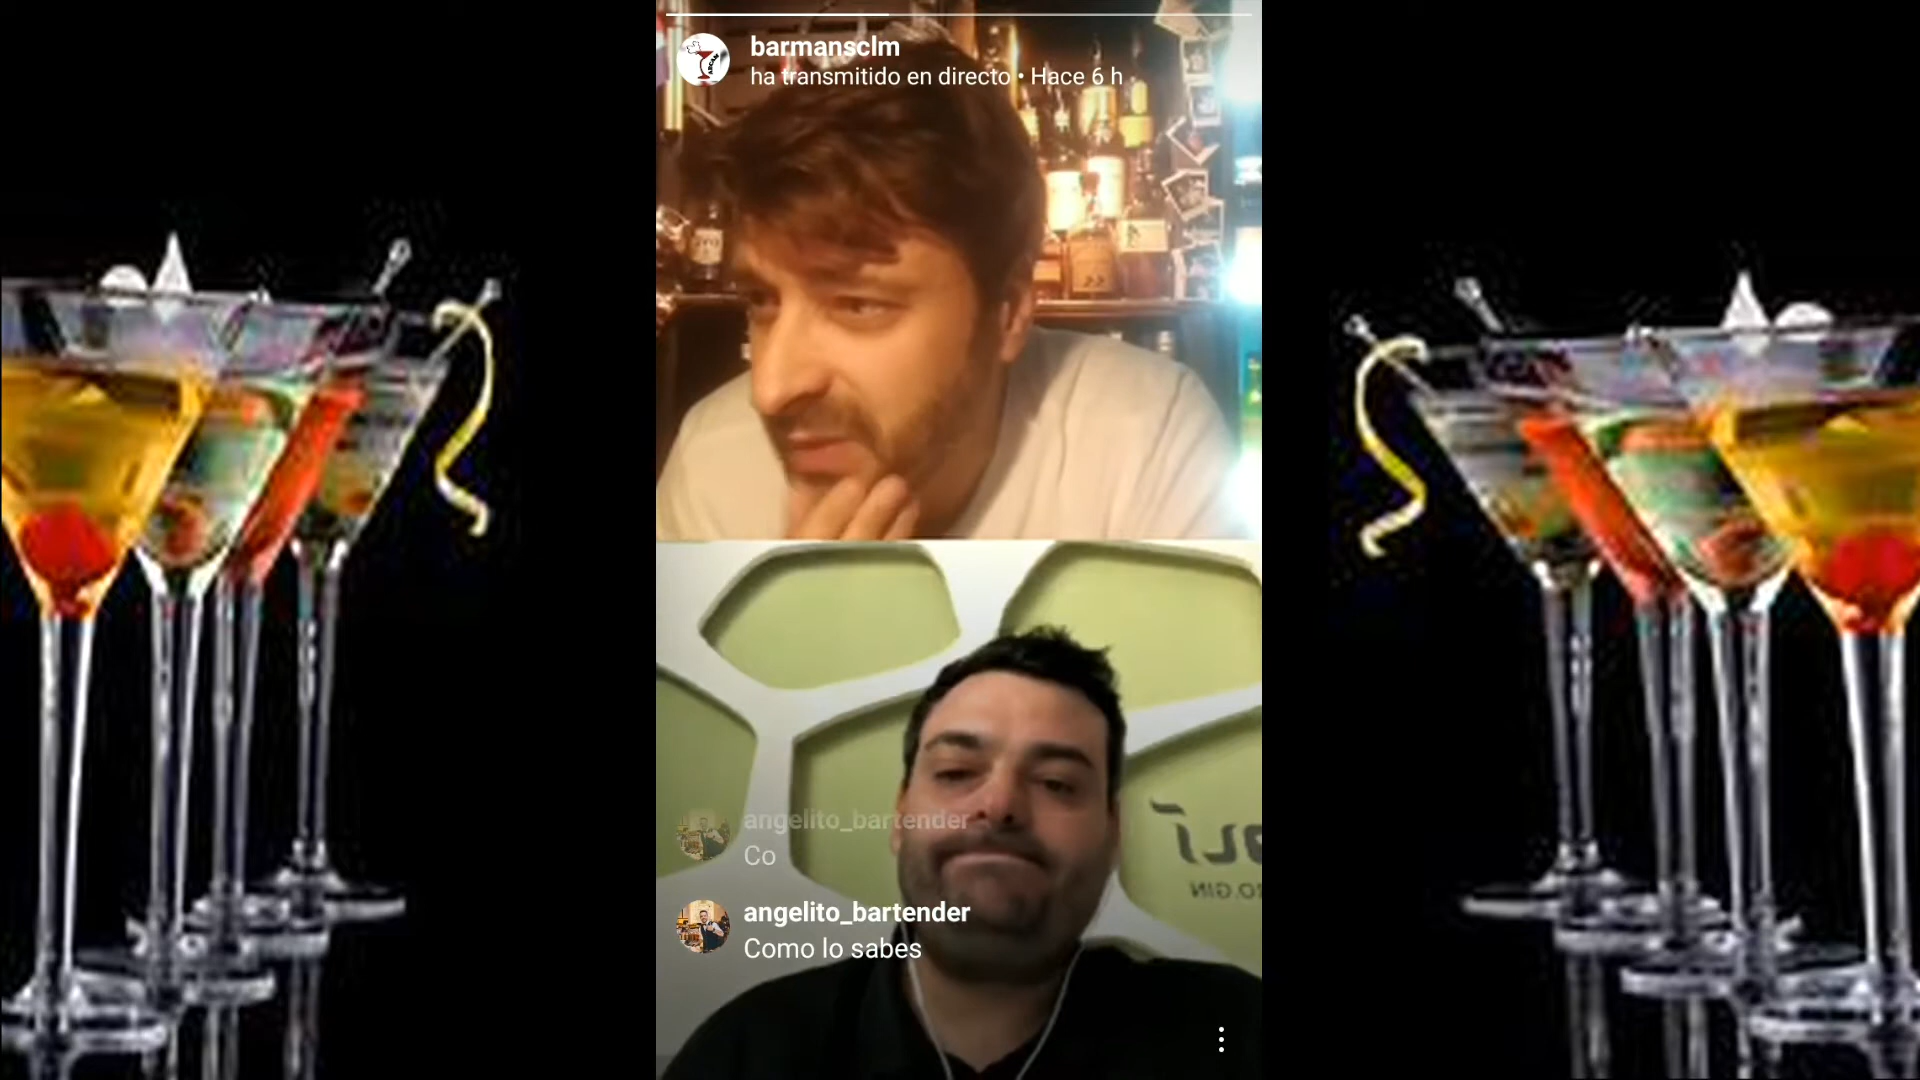 barmansclm
ha transmitido en directo • Hace 6 h
angelito_bartender
Co
angelito_bartender
Como lo sabes